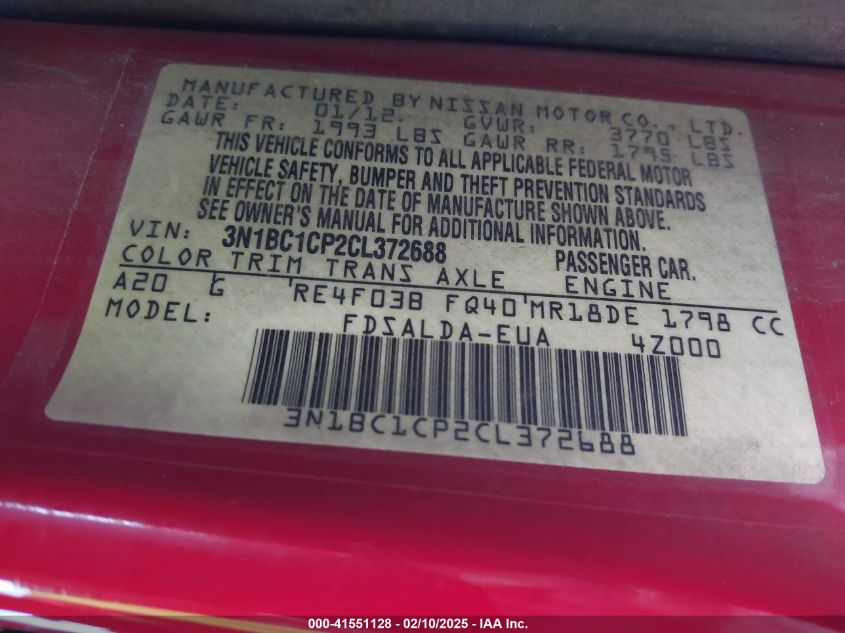 MANUFACTURED BY NISSAN MOTOR CO., LTD.
DATE: 01/12 GVWR: 3770 LBS
GAWR FR: 1993 LBS GAWR RR: 1795 LBS
THIS VEHICLE CONFORMS TO ALL APPLICABLE FEDERAL MOTOR
VEHICLE SAFETY, BUMPER AND THEFT PREVENTION STANDARDS
IN EFFECT ON THE DATE OF MANUFACTURE SHOWN ABOVE.
SEE OWNER'S MANUAL FOR ADDITIONAL INFORMATION.
VIN: 3N1BC1CP2CL372688 PASSENGER CAR.
COLOR TRIM TRANS AXLE ENGINE
A20 G RE4F03B FQ40 MR18DE 1798 CC
MODEL: FDSALDA-EUA 4Z000
3N1BC1CP2CL372688
000-41551128 - 02/10/2025 - IAA Inc.